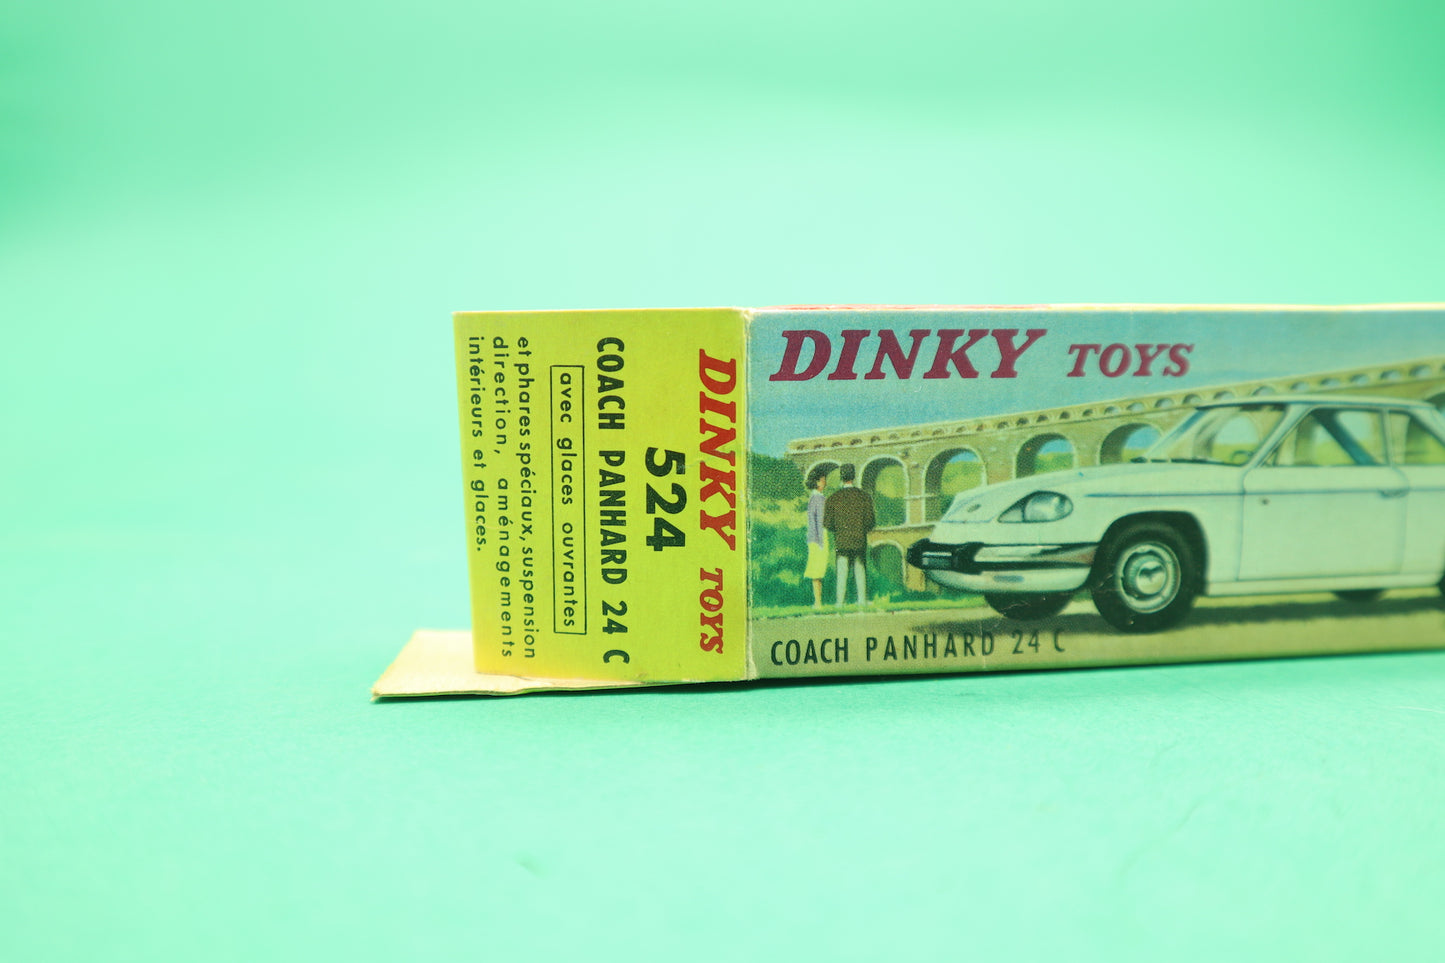 DINKY TOYS
524
COACH PANHARD 24 C
avec glaces ouvrantes
et phares spéciaux, suspension
direction, aménagements
intérieurs et glaces.
DINKY TOYS
COACH PANHARD 24 C